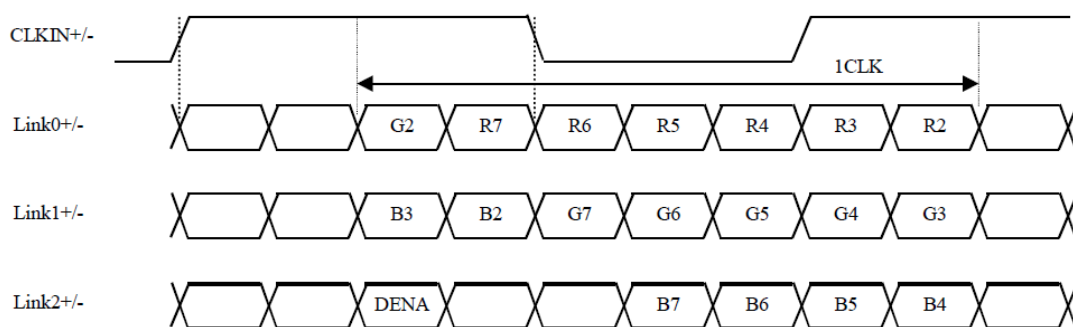 CLKIN+/-
1CLK
Link0+/- G2 R7 R6 R5 R4 R3 R2
Link1+/- B3 B2 G7 G6 G5 G4 G3
Link2+/- DENA B7 B6 B5 B4